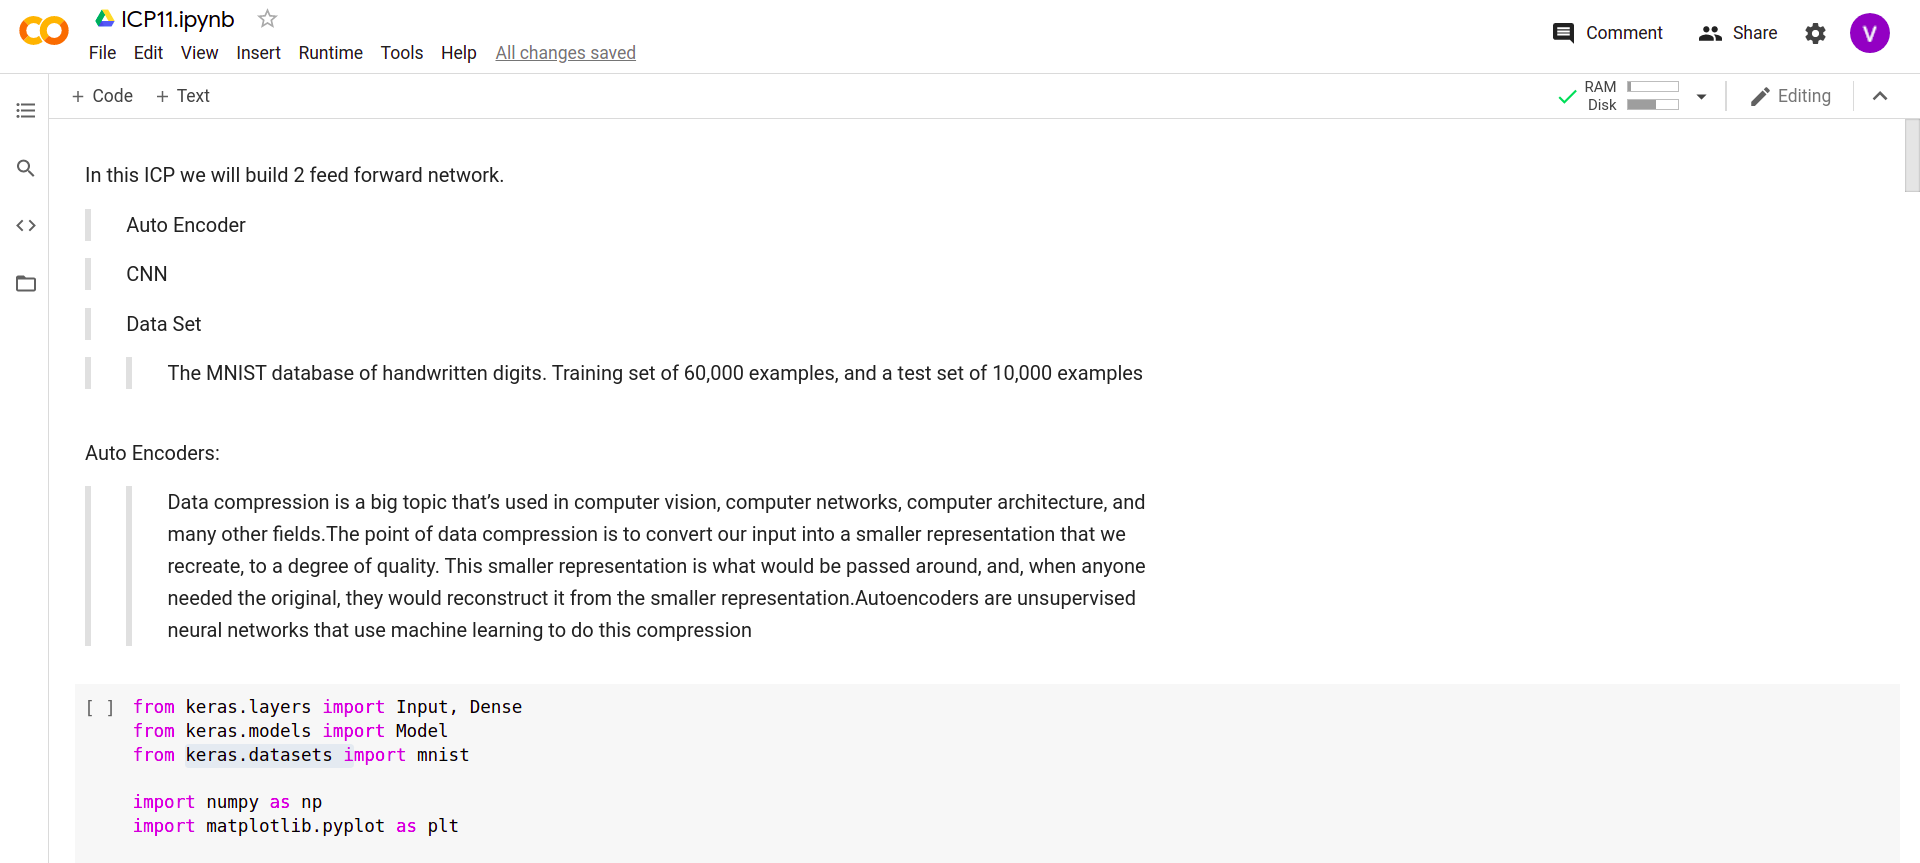 ICP11.ipynb
File Edit View Insert Runtime Tools Help All changes saved
Comment
Share
V
+ Code + Text
RAM
Disk
Editing
In this ICP we will build 2 feed forward network.
Auto Encoder
CNN
Data Set
The MNIST database of handwritten digits. Training set of 60,000 examples, and a test set of 10,000 examples
Auto Encoders:
Data compression is a big topic that’s used in computer vision, computer networks, computer architecture, and
many other fields.The point of data compression is to convert our input into a smaller representation that we
recreate, to a degree of quality. This smaller representation is what would be passed around, and, when anyone
needed the original, they would reconstruct it from the smaller representation.Autoencoders are unsupervised
neural networks that use machine learning to do this compression
[ ] from keras.layers import Input, Dense
from keras.models import Model
from keras.datasets import mnist
import numpy as np
import matplotlib.pyplot as plt